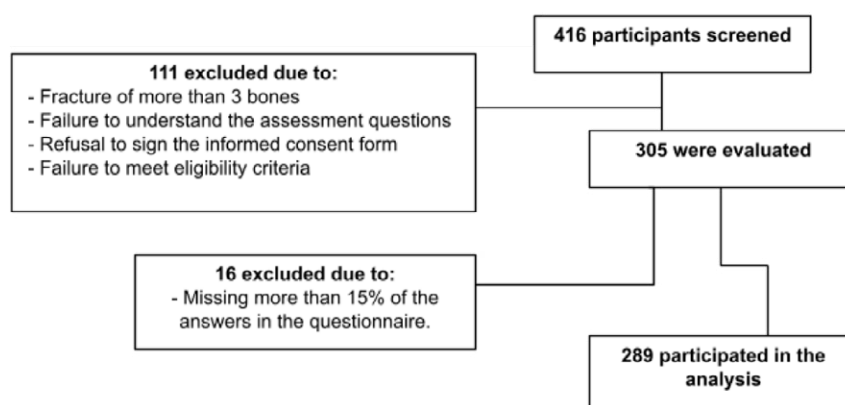 416 participants screened
111 excluded due to:
- Fracture of more than 3 bones
- Failure to understand the assessment questions
- Refusal to sign the informed consent form
- Failure to meet eligibility criteria
305 were evaluated
16 excluded due to:
- Missing more than 15% of the
answers in the questionnaire.
289 participated in the
analysis